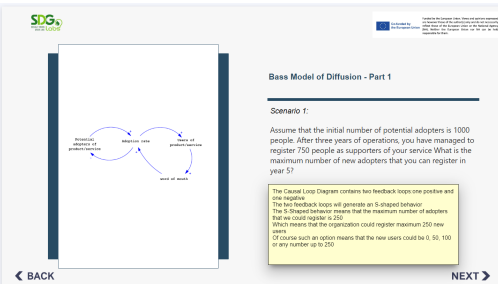 SDG
Labs
Co-funded by
the European Union
Bass Model of Diffusion - Part 1
Scenario 1:
Assume that the initial number of potential adopters is 1000
people. After three years of operations, you have managed to
register 750 people as supporters of your service What is the
maximum number of new adopters that you can register in
year 5?
Potential
adopters of
product/service
Adoption rate
Users of
product/service
word of mouth
The Causal Loop Diagram contains two feedback loops one positive and
one negative.
The two feedback loops will generate an S-shaped behavior
The S-Shaped behavior means that the maximum number of adopters
that we could register is 250
Which means that the organization could register maximum 250 new
users
Of course such an option means that the new users could be 0, 50, 100
or any number up to 250
BACK
NEXT